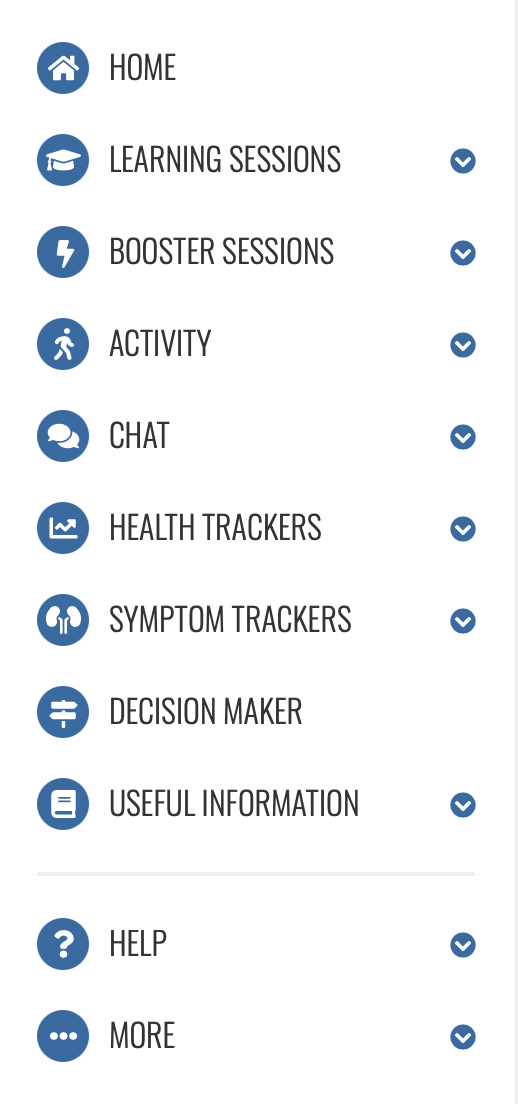 HOME
LEARNING SESSIONS
BOOSTER SESSIONS
ACTIVITY
CHAT
HEALTH TRACKERS
SYMPTOM TRACKERS
DECISION MAKER
USEFUL INFORMATION
HELP
MORE